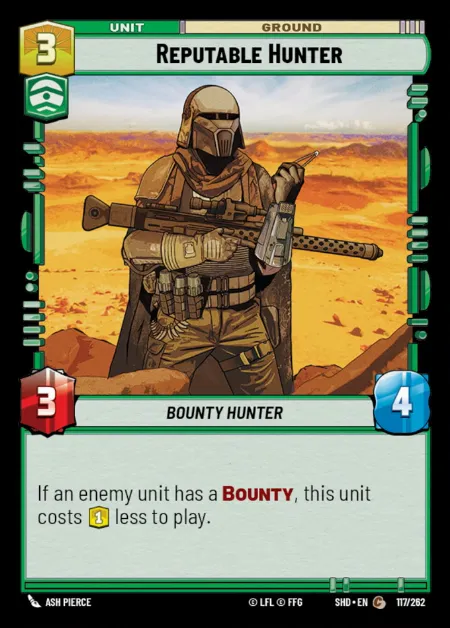 UNIT GROUND
3 REPUTABLE HUNTER
3 BOUNTY HUNTER 4
If an enemy unit has a BOUNTY, this unit
costs 1 less to play.
ASH PIERCE © LFL © FFG SHD • EN C 117/262